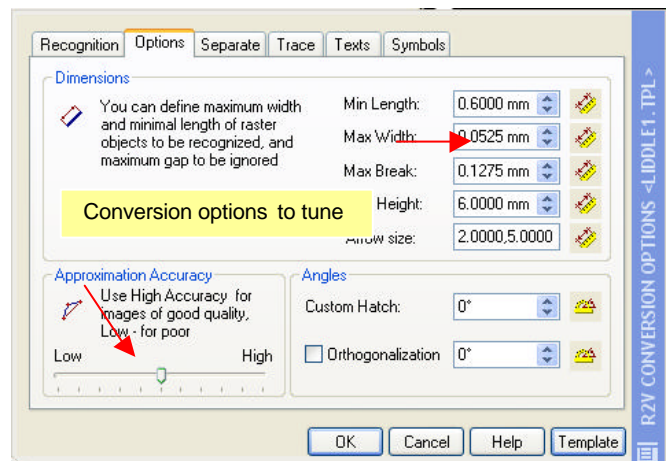 Recognition Options Separate Trace Texts Symbols
Dimensions
You can define maximum width
and minimal length of raster
objects to be recognized, and
maximum gap to be ignored
Min Length: 0.6000 mm
Max Width: 0.0525 mm
Max Break: 0.1275 mm
Height: 6.0000 mm
Arrow size: 2.0000,5.0000
Conversion options to tune
Approximation Accuracy
Use High Accuracy for
images of good quality,
Low - for poor
Low High
Angles
Custom Hatch: 0°
Orthogonalization 0°
OK Cancel Help Template
R2V CONVERSION OPTIONS <LIDDLE1.TPL>